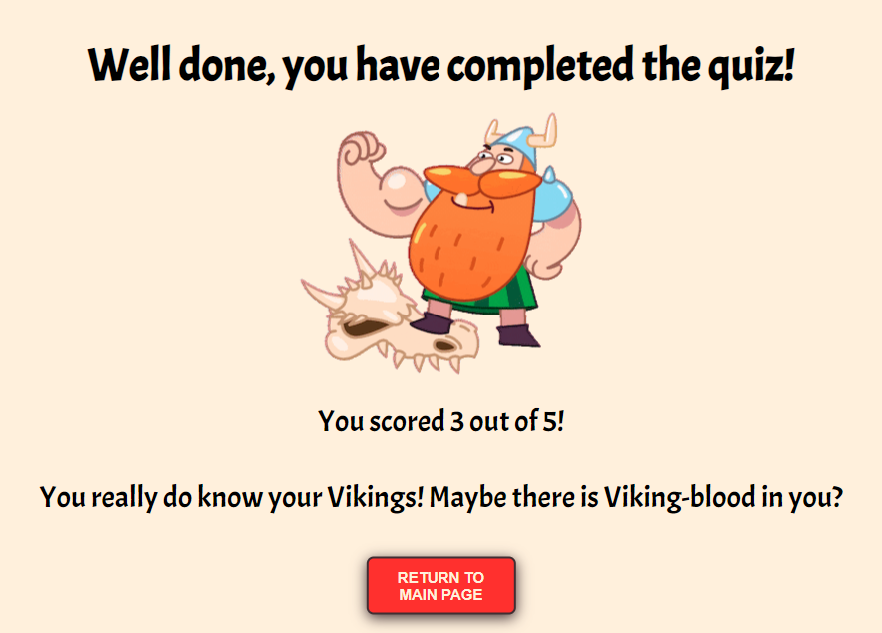 Well done, you have completed the quiz!
You scored 3 out of 5!
You really do know your Vikings! Maybe there is Viking-blood in you?
RETURN TO
MAIN PAGE